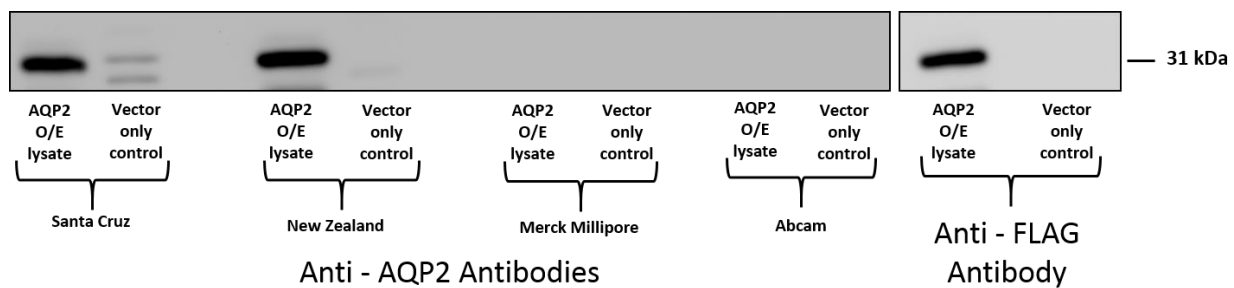 31 kDa
AQP2 O/E lysate
Vector only control
AQP2 O/E lysate
Vector only control
AQP2 O/E lysate
Vector only control
AQP2 O/E lysate
Vector only control
AQP2 O/E lysate
Vector only control
Santa Cruz
New Zealand
Merck Millipore
Abcam
Anti - FLAG
Antibody
Anti - AQP2 Antibodies